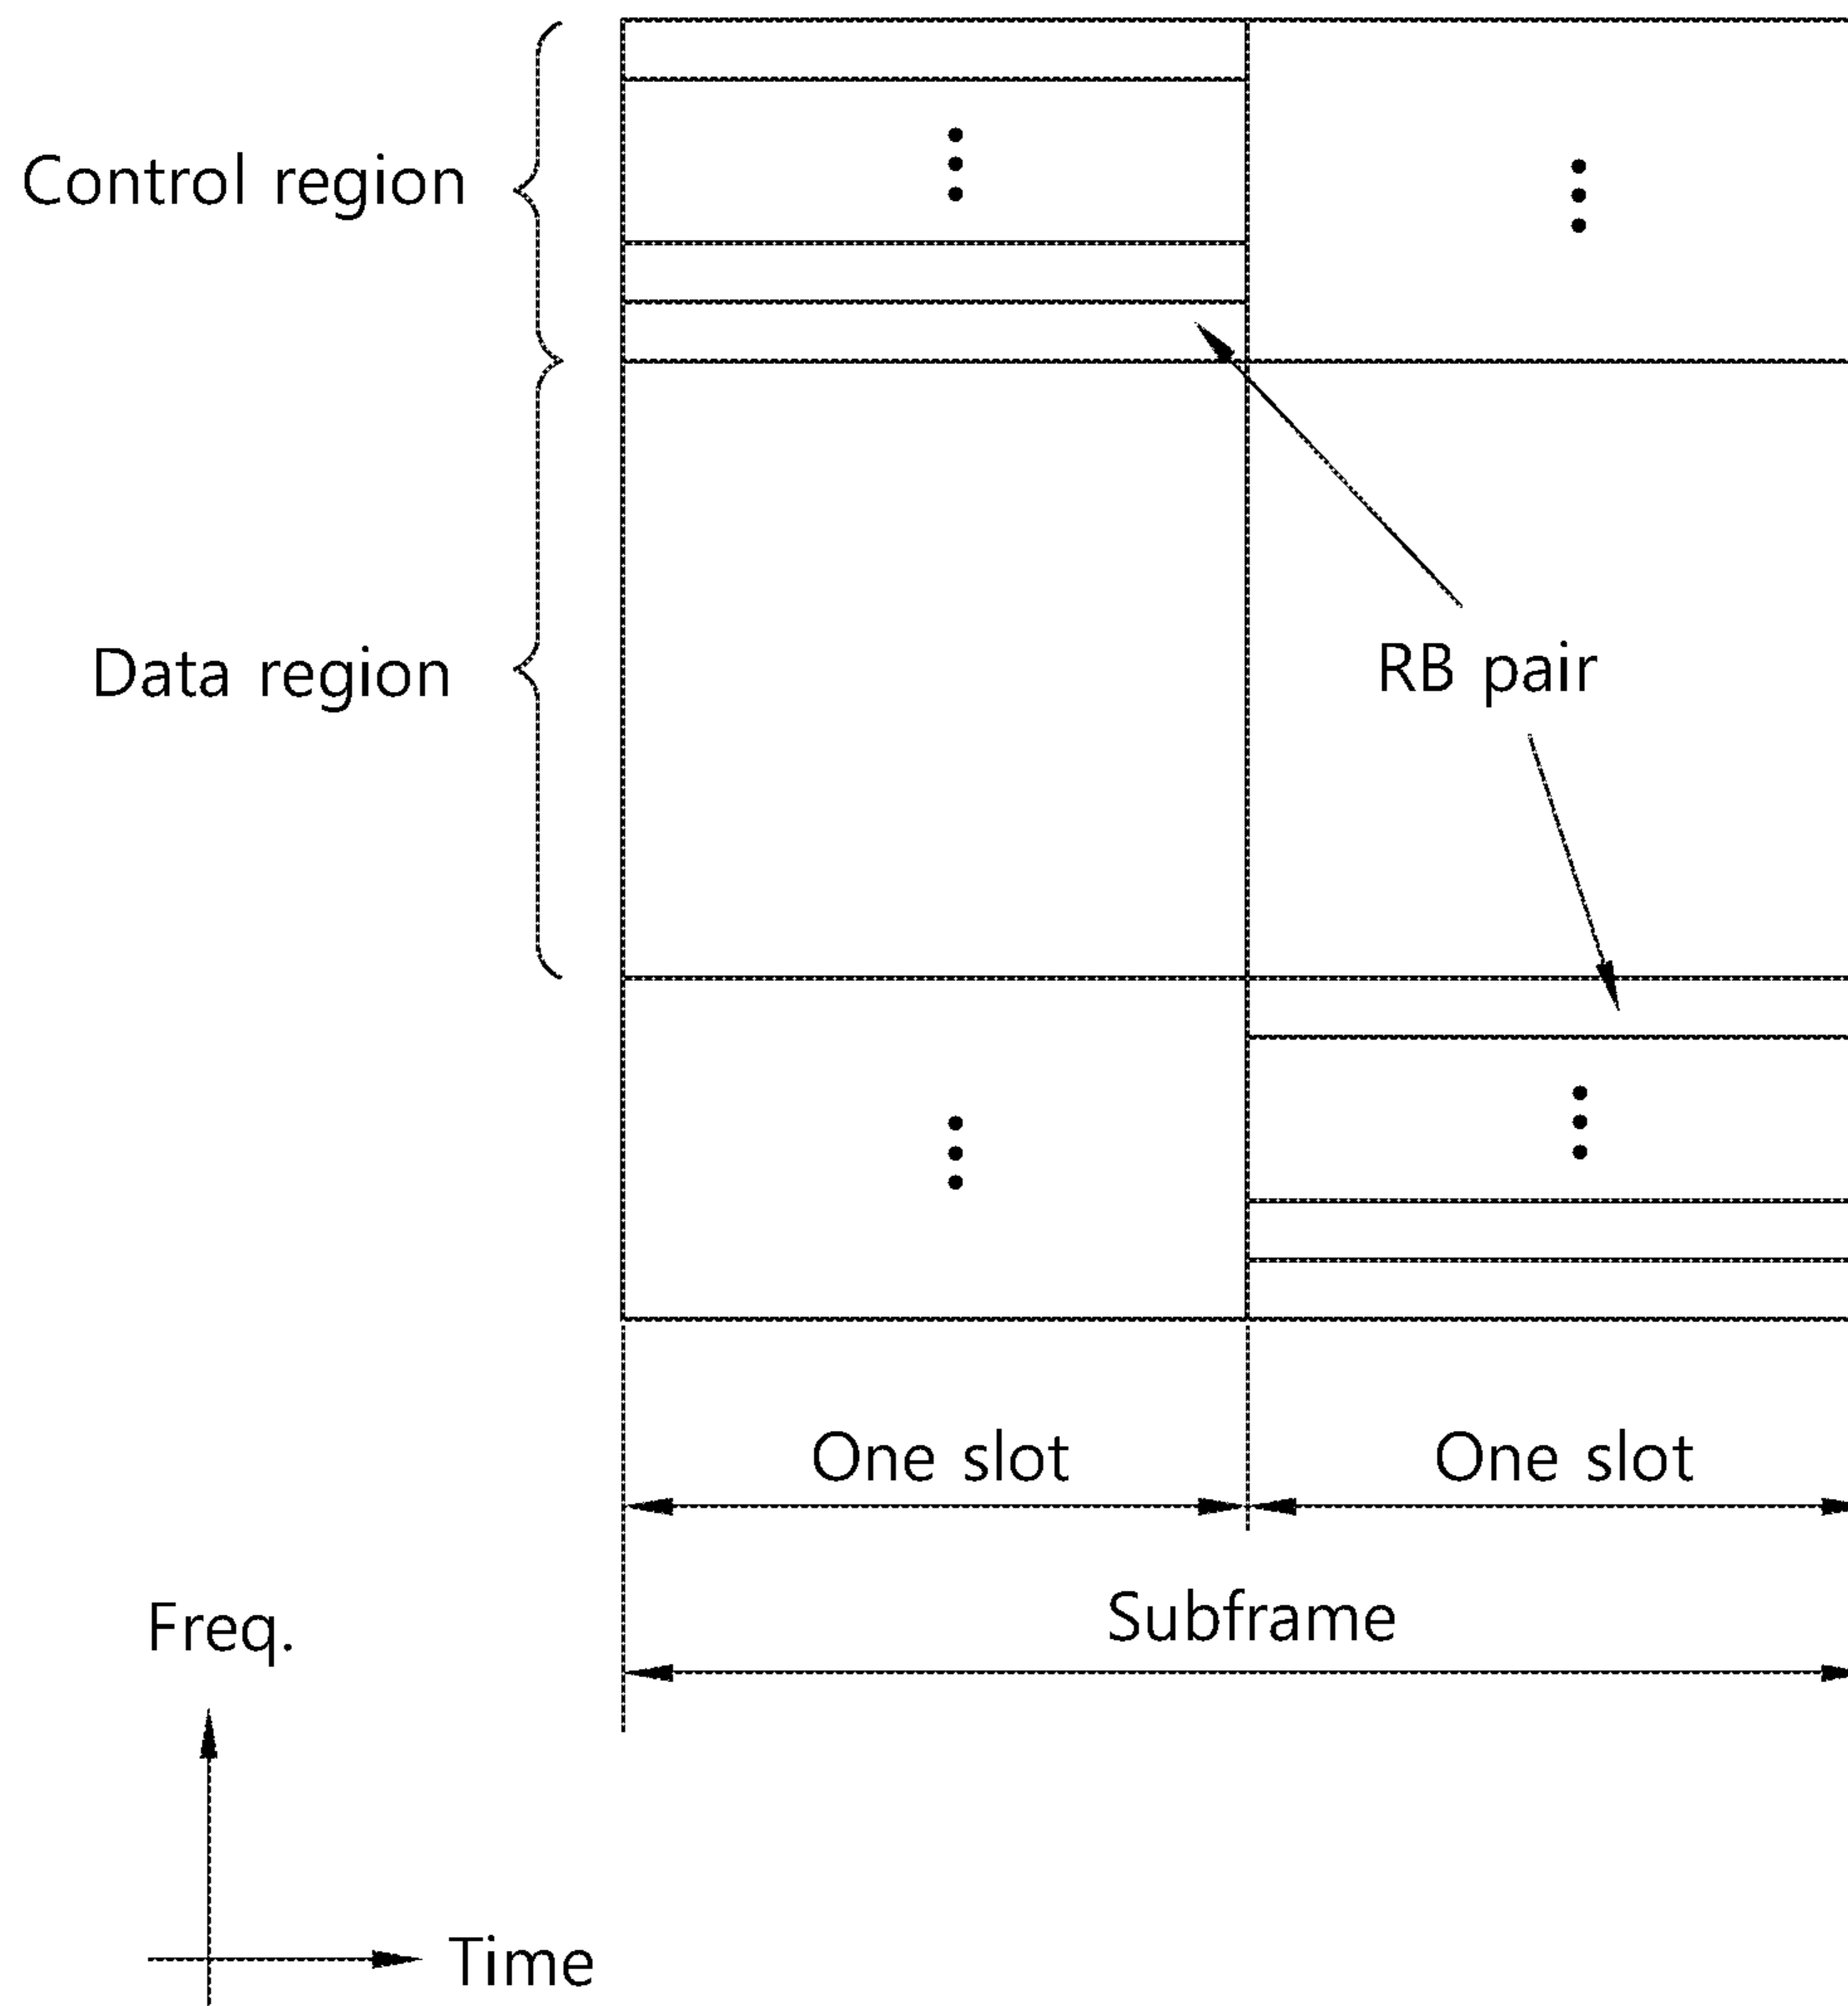 Control region
Data region
RB pair
One slot
One slot
Subframe
Freq.
Time